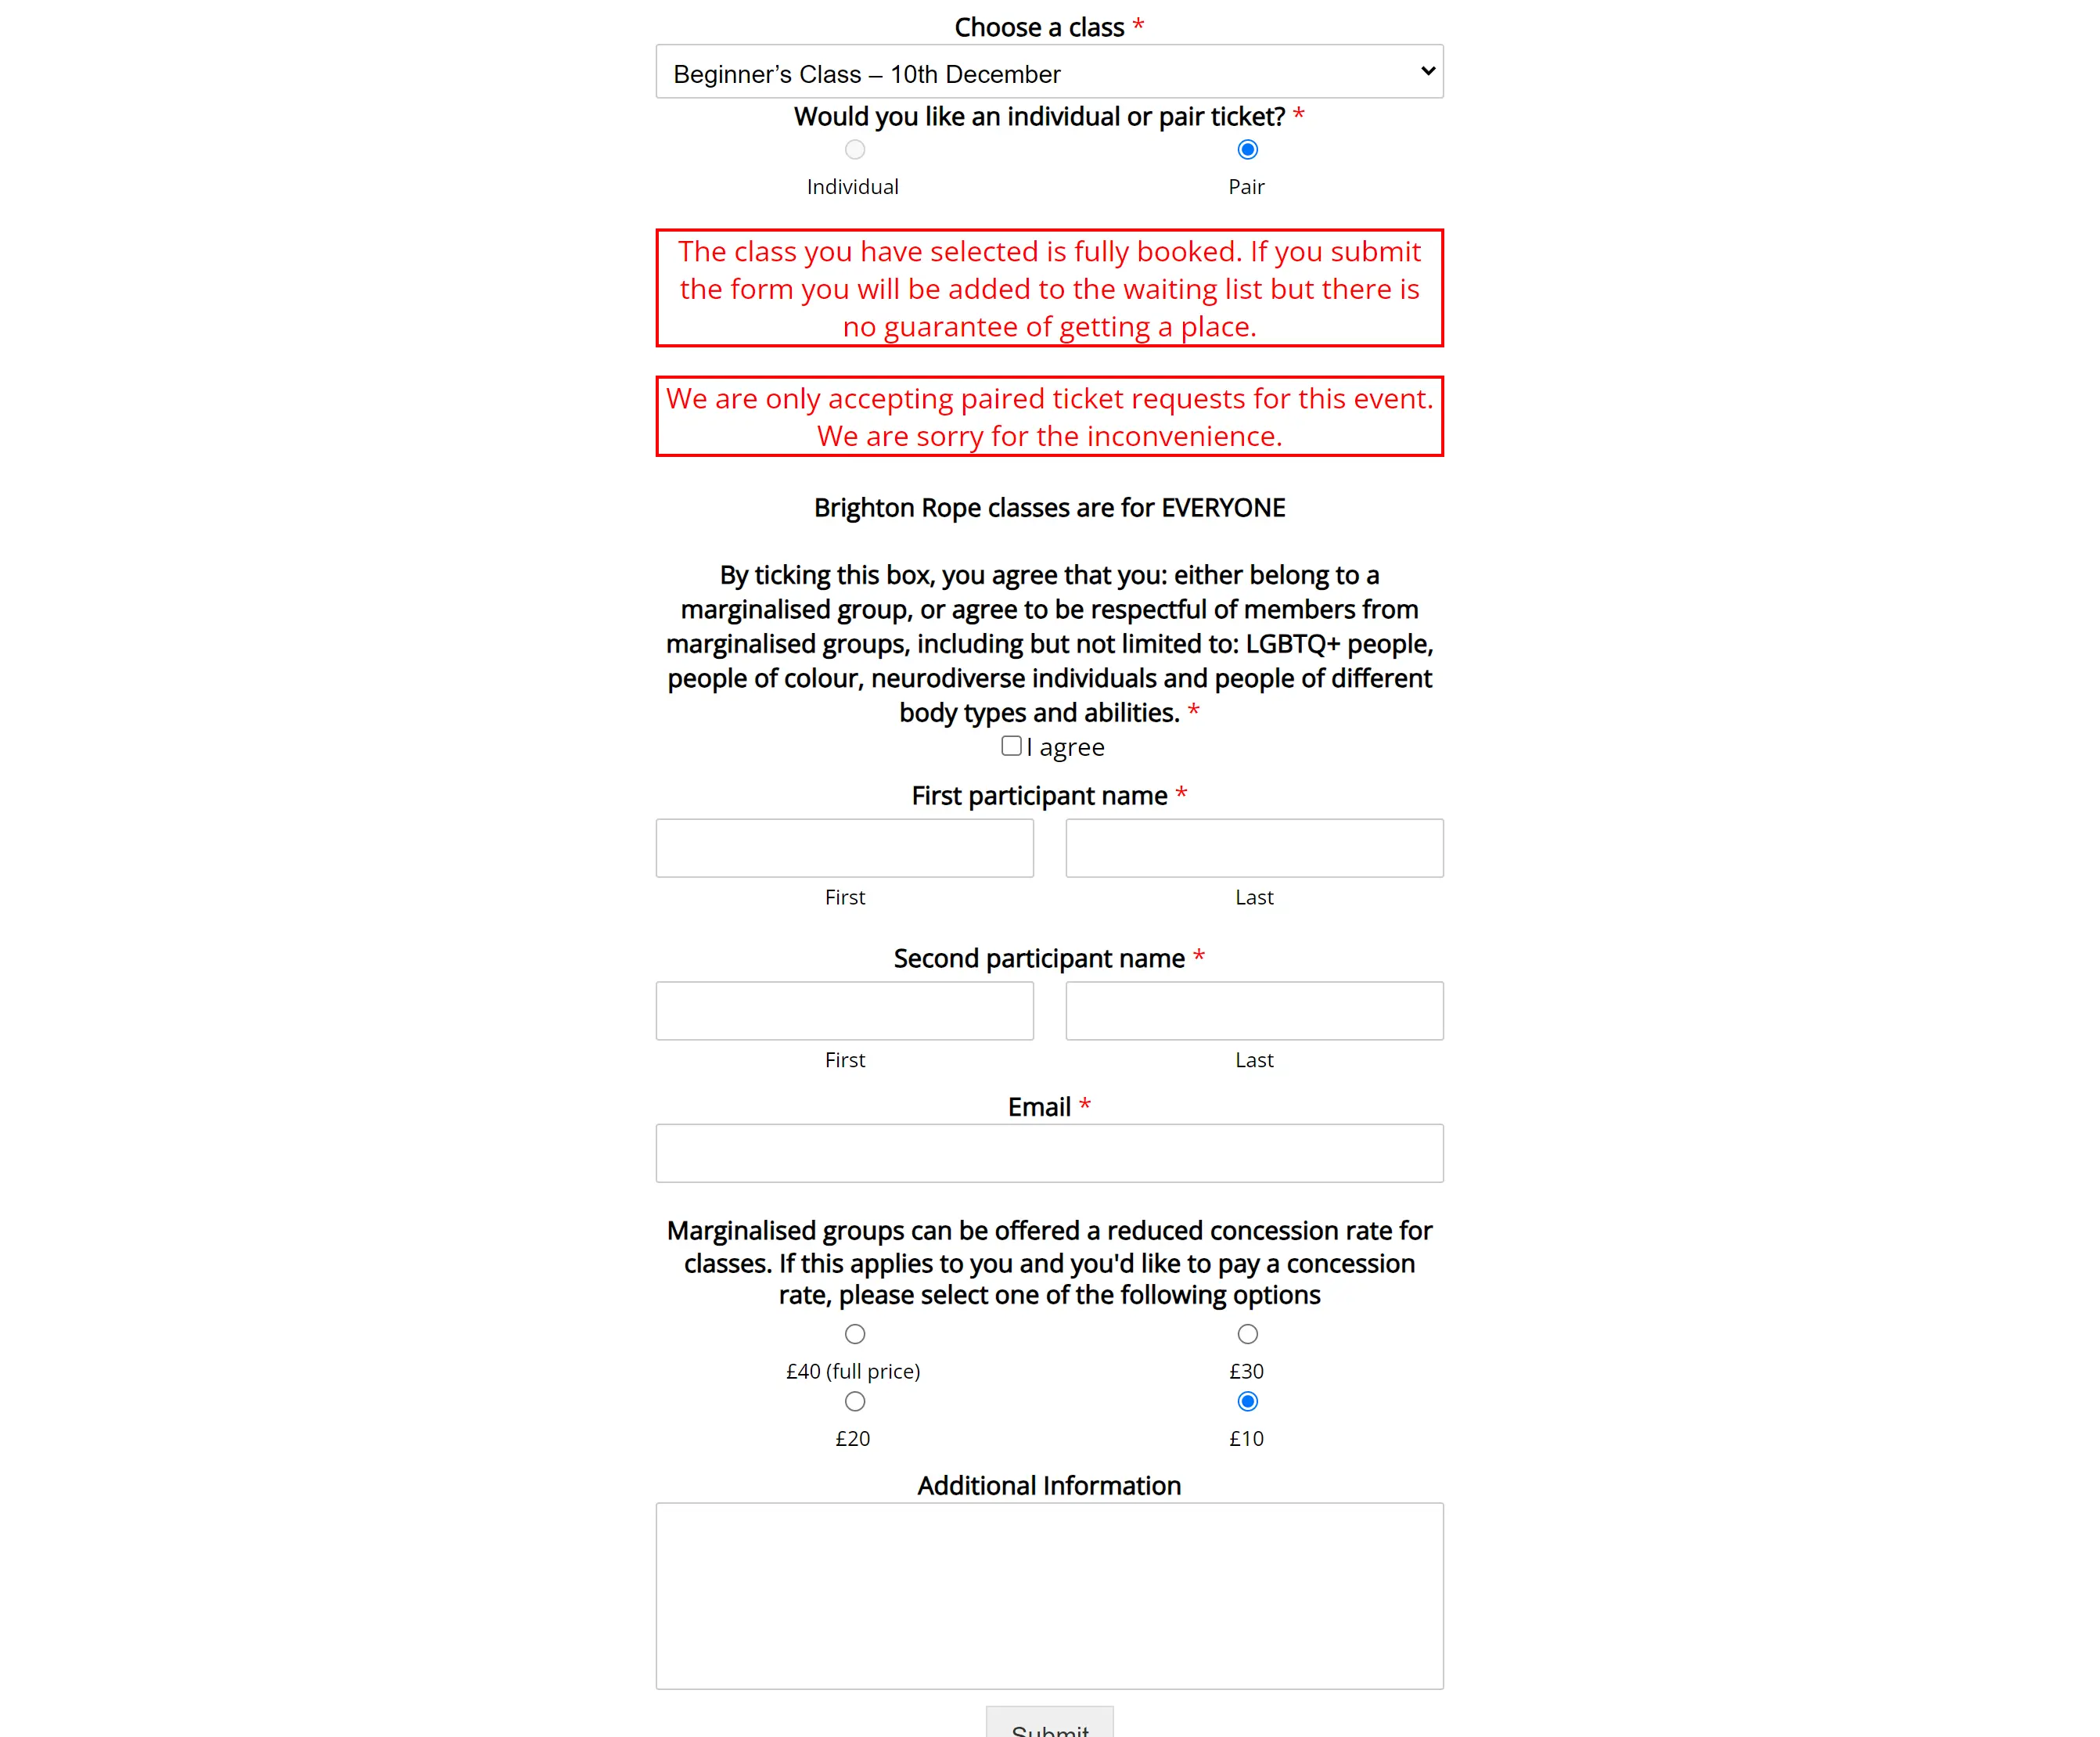 Choose a class *
Beginner’s Class – 10th December
Would you like an individual or pair ticket? *
Individual
Pair
The class you have selected is fully booked. If you submit
the form you will be added to the waiting list but there is
no guarantee of getting a place.
We are only accepting paired ticket requests for this event.
We are sorry for the inconvenience.
Brighton Rope classes are for EVERYONE
By ticking this box, you agree that you: either belong to a
marginalised group, or agree to be respectful of members from
marginalised groups, including but not limited to: LGBTQ+ people,
people of colour, neurodiverse individuals and people of different
body types and abilities. *
I agree
First participant name *
First
Last
Second participant name *
First
Last
Email *
Marginalised groups can be offered a reduced concession rate for
classes. If this applies to you and you'd like to pay a concession
rate, please select one of the following options
£40 (full price)
£30
£20
£10
Additional Information
Submit